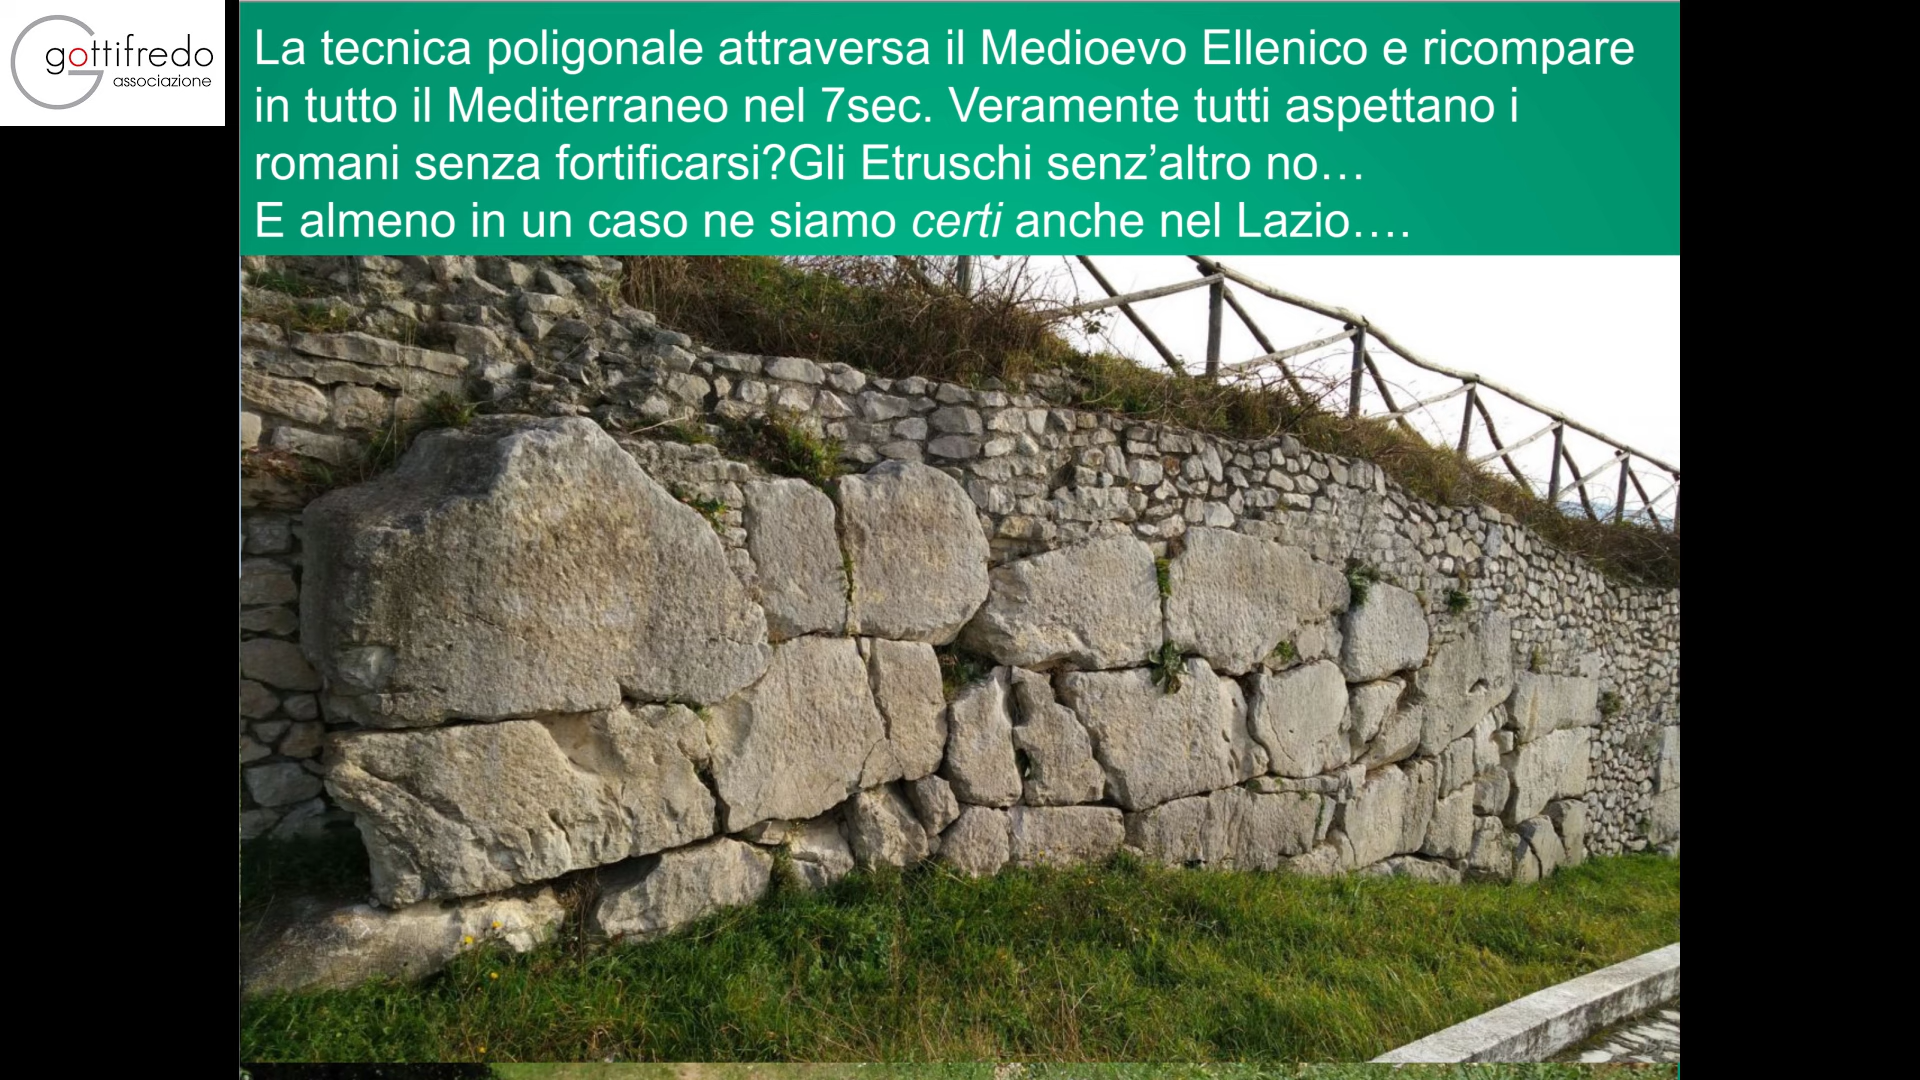 gottifredo
associazione
La tecnica poligonale attraversa il Medioevo Ellenico e ricompare
in tutto il Mediterraneo nel 7sec. Veramente tutti aspettano i
romani senza fortificarsi?Gli Etruschi senz’altro no…
E almeno in un caso ne siamo certi anche nel Lazio….